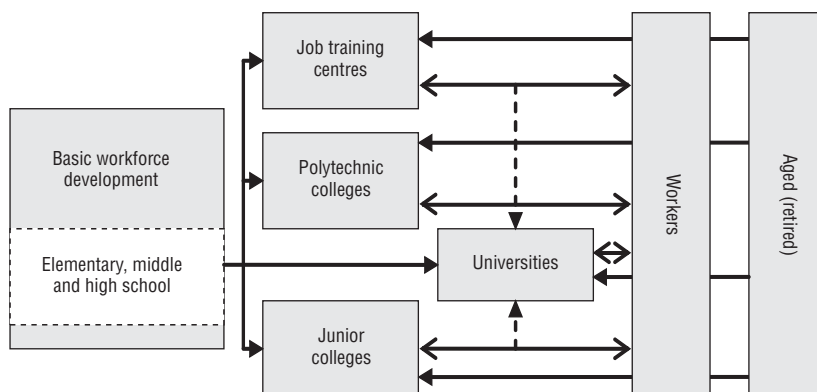 Job training
centres
Basic workforce
development
Polytechnic
colleges
Elementary, middle
and high school
Universities
Junior
colleges
Workers
Aged (retired)